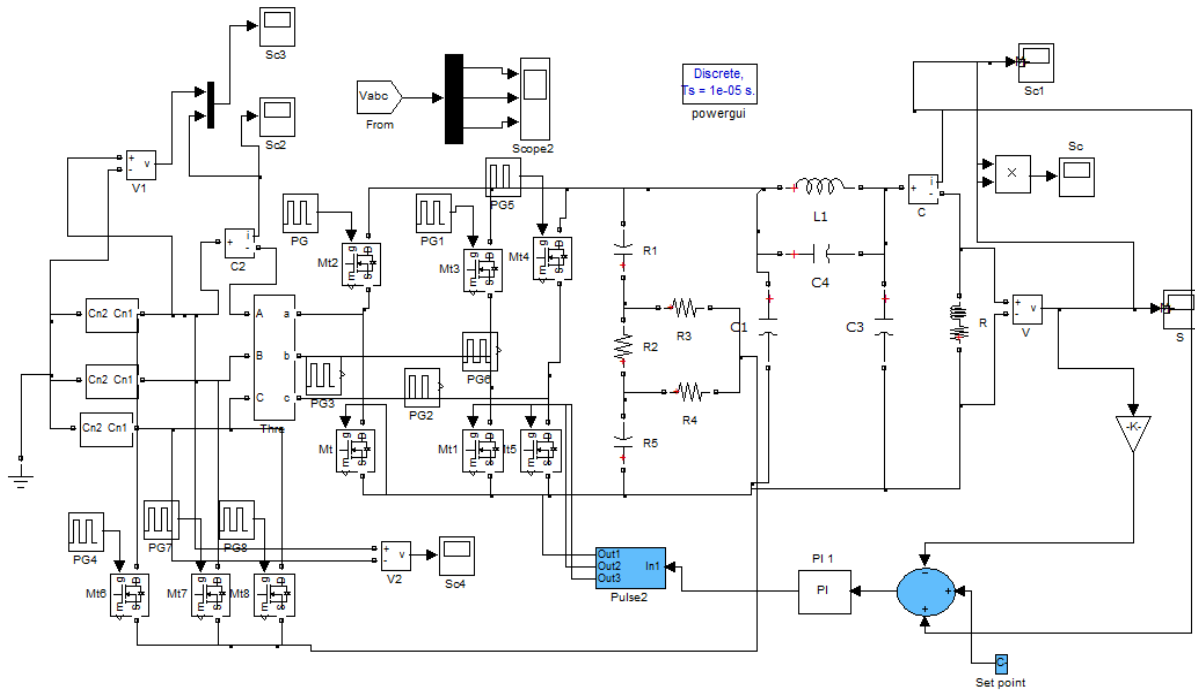 Sc3
Discrete,
Ts = 1e-05 s.
powergui
Vabc
From
Scope2
Sc1
Sc2
Sc
+
-
v
V1
PG5
×
PG
PG1
L1
+
i
-
C
+
i
-
C2
g
D
m
S
Mt2
g
D
m
S
Mt3
g
D
m
S
Mt4
R1
C4
Cn2 Cn1
A
B
C
a
b
c
Thre
R3
C1
C3
R
+
-
v
V
S
R2
PG6
Cn2 Cn1
PG3
PG2
R4
Cn2 Cn1
-K-
g
D
m
S
Mt
g
D
m
S
Mt1
g
D
m
S
It5
R5
PG4
PG7
PG8
+
-
v
V2
Sc4
Out1
Out2
Out3
In1
Pulse2
PI 1
PI
-
+
+
g
D
m
S
Mt6
g
D
m
S
Mt7
g
D
m
S
Mt8
C-
Set point